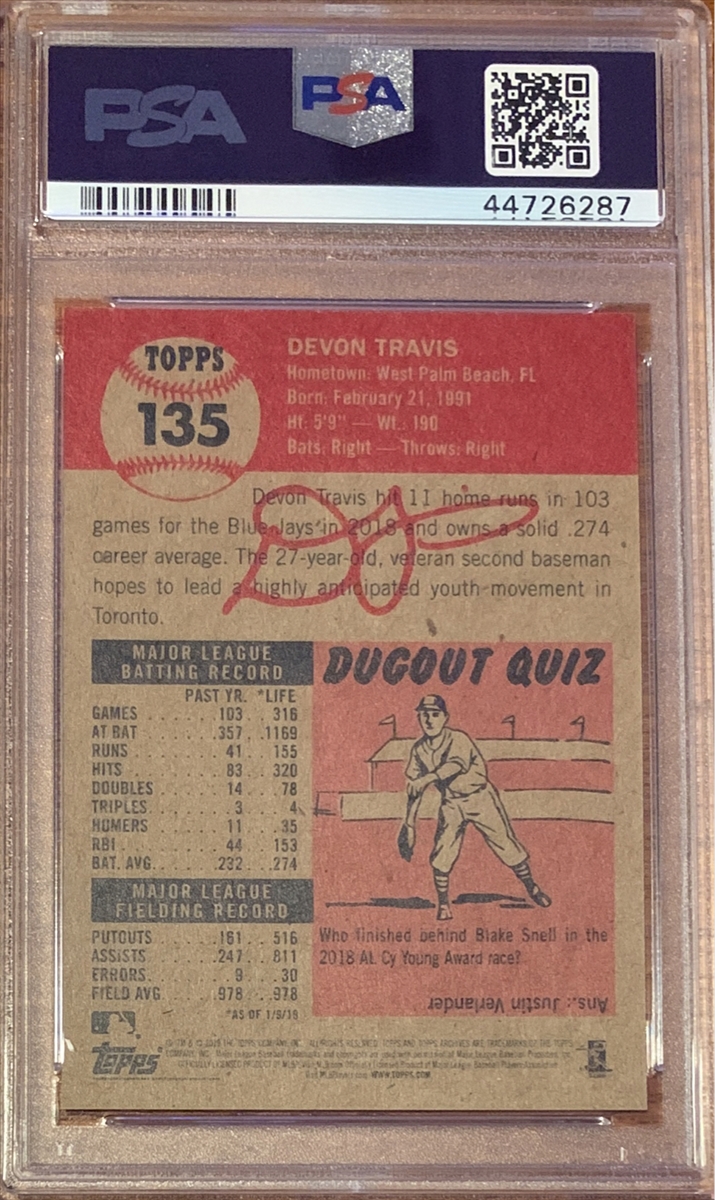 PSA
PSA
44726287
TOPPS
135
DEVON TRAVIS
Hometown: West Palm Beach, FL
Born: February 21, 1991
Ht: 5'9" — Wt.: 190
Bats: Right — Throws: Right
Devon Travis hit 11 home runs in 103
games for the Blue Jays in 2018 and owns a solid .274
career average. The 27-year-old, veteran second baseman
hopes to lead a highly anticipated youth-movement in
Toronto.
MAJOR LEAGUE
BATTING RECORD
PAST YR. *LIFE
GAMES 103 316
AT BAT 357 1169
RUNS 41 155
HITS 83 320
DOUBLES 14 78
TRIPLES 3 4
HOMERS 11 35
RBI 44 153
BAT. AVG. .232 .274
MAJOR LEAGUE
FIELDING RECORD
PUTOUTS 161 516
ASSISTS 247 811
ERRORS 9 30
FIELD AVG. .978 .978
*AS OF 1/8/19
DUGOUT QUIZ
Who finished behind Blake Snell in the
2018 AL Cy Young Award race?
Ans.: Justin Verlander
TOPPS
WWW.TOPPS.COM